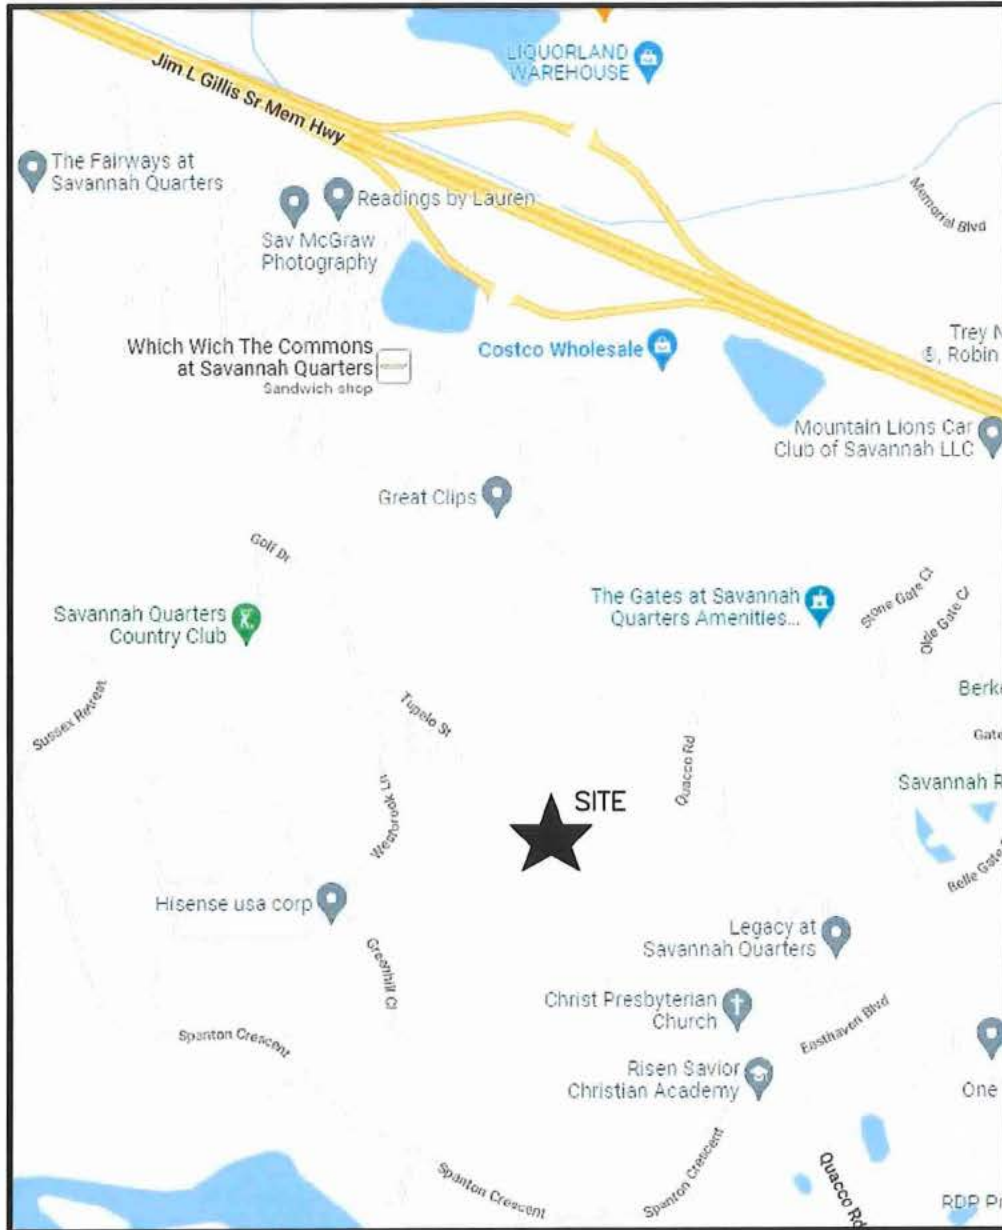 LIQUORLAND
WAREHOUSE
Jim L Gillis Sr Mem Hwy
The Fairways at
Savannah Quarters
Readings by Lauren
Memorial Blvd
Sav McGraw
Photography
Which Wich The Commons
at Savannah Quarters
Sandwich shop
Costco Wholesale
Trey N
®, Robin
Mountain Lions Car
Club of Savannah LLC
Great Clips
Golf Dr
Savannah Quarters
Country Club
The Gates at Savannah
Quarters Amenities...
Stone Gate Ct
Olde Gate Ct
Sussex Retreat
Tupelo St
Berke
Gate
Quacco Rd
Savannah R
Westbrook Ln
SITE
Belle Gate
Hisense usa corp
Legacy at
Savannah Quarters
Greenhill Ct
Christ Presbyterian
Church
Easthaven Blvd
Spanton Crescent
Risen Savior
Christian Academy
One
Spanton Crescent
Spanton Crescent
Quacco Rd
RDP Pr